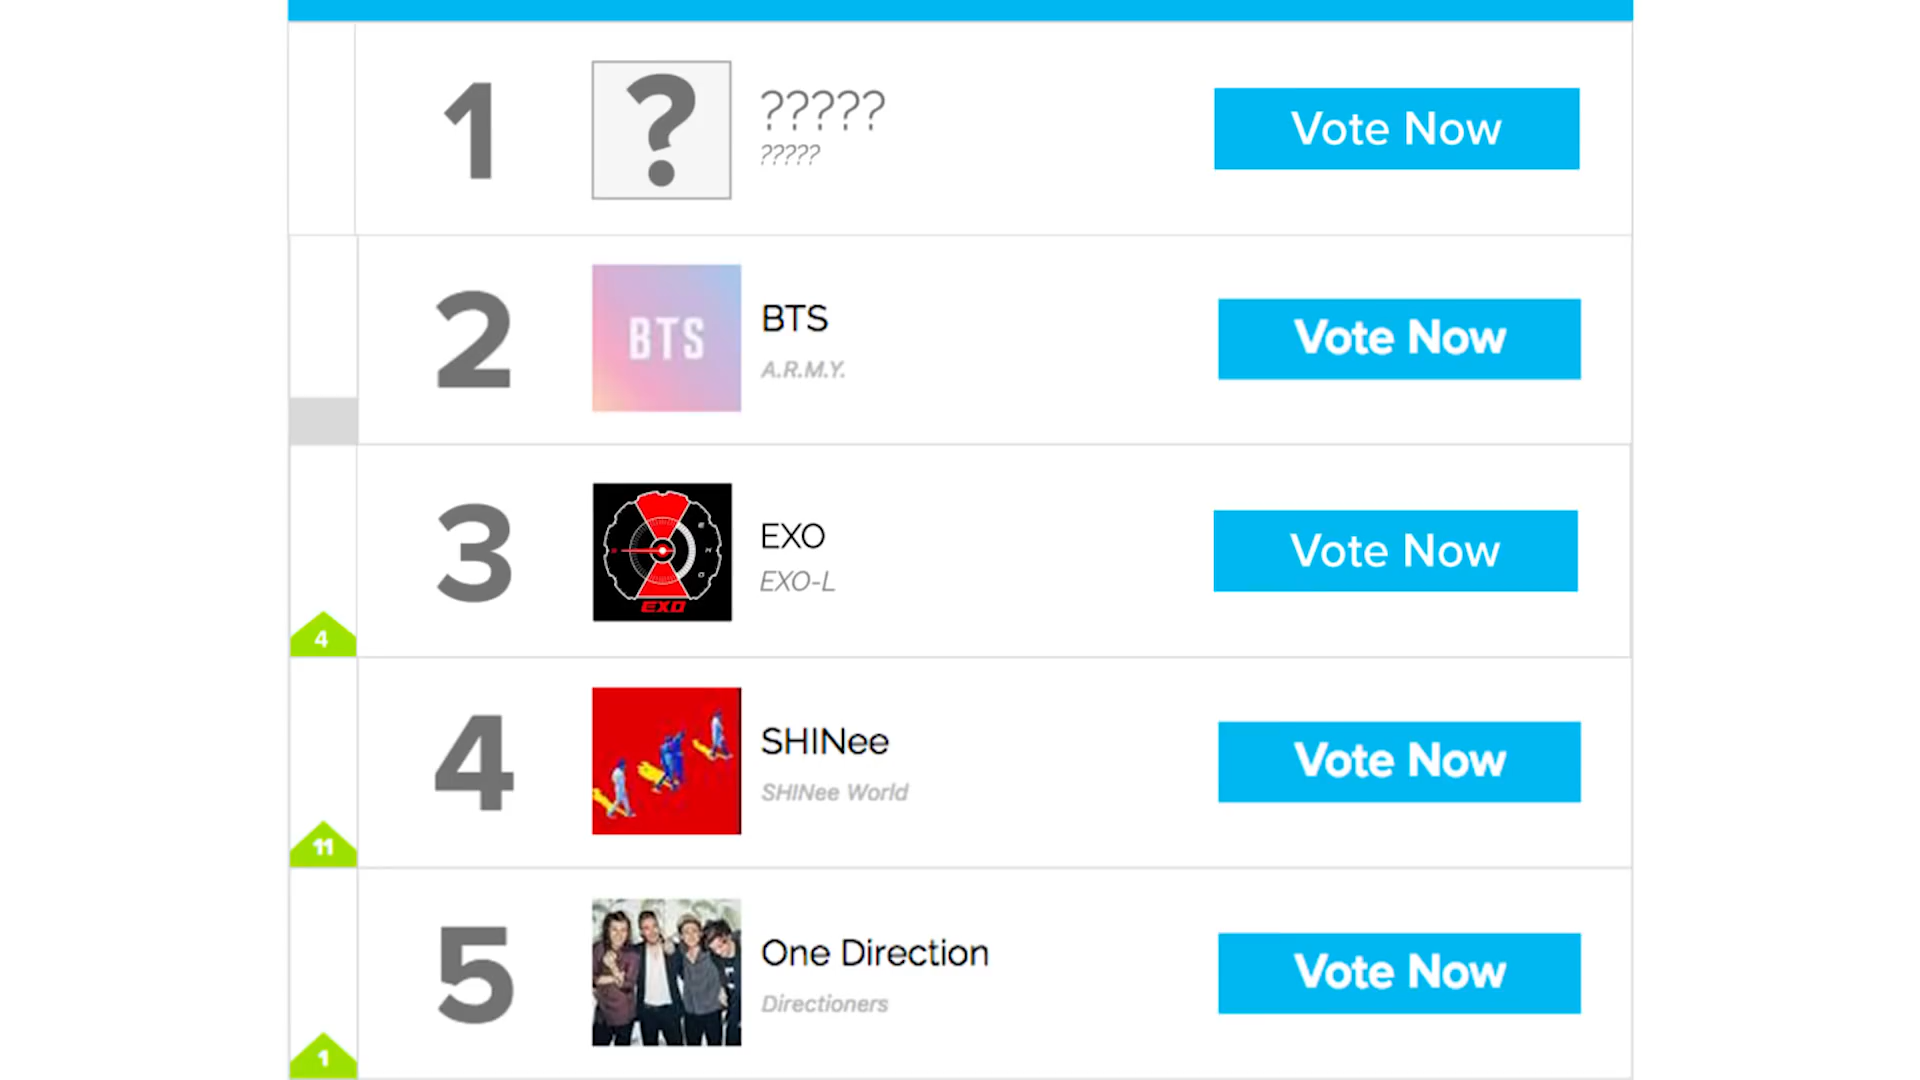 1
?
?????
?????
Vote Now
2
BTS
BTS
A.R.M.Y.
Vote Now
3
EXO
EXO
EXO-L
Vote Now
4
4
SHINee
SHINee World
Vote Now
11
5
One Direction
Directioners
Vote Now
1